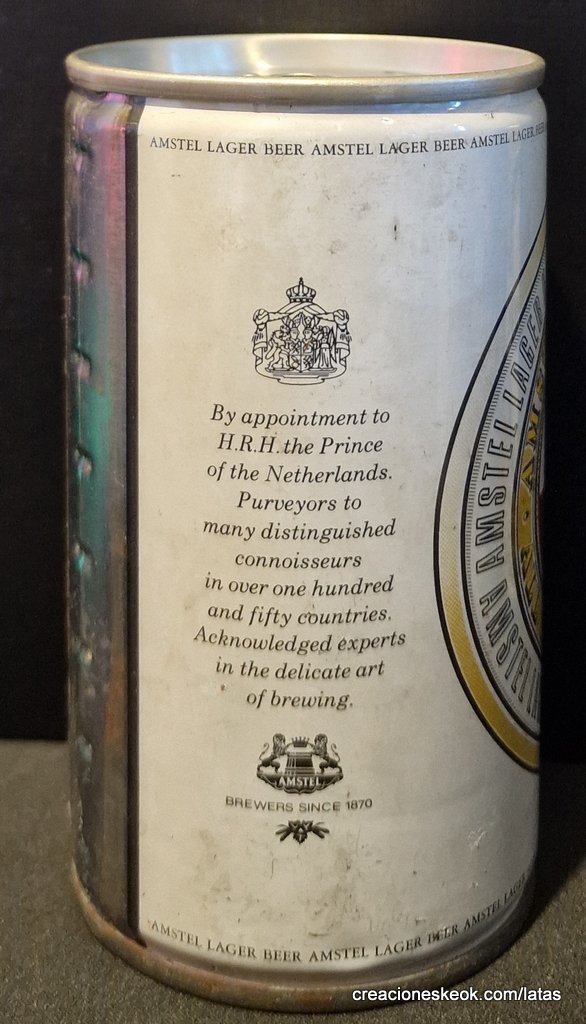 AMSTEL LAGER BEER AMSTEL LAGER BEER AMSTEL LAGER BEER
By appointment to
H.R.H. the Prince
of the Netherlands.
Purveyors to
many distinguished
connoisseurs
in over one hundred
and fifty countries.
Acknowledged experts
in the delicate art
of brewing.
AMSTEL
BREWERS SINCE 1870
AMSTEL LAGER BEER AMSTEL LAGER BEER AMSTEL LAGER
AMSTEL LAGER
creacioneskeok.com/latas